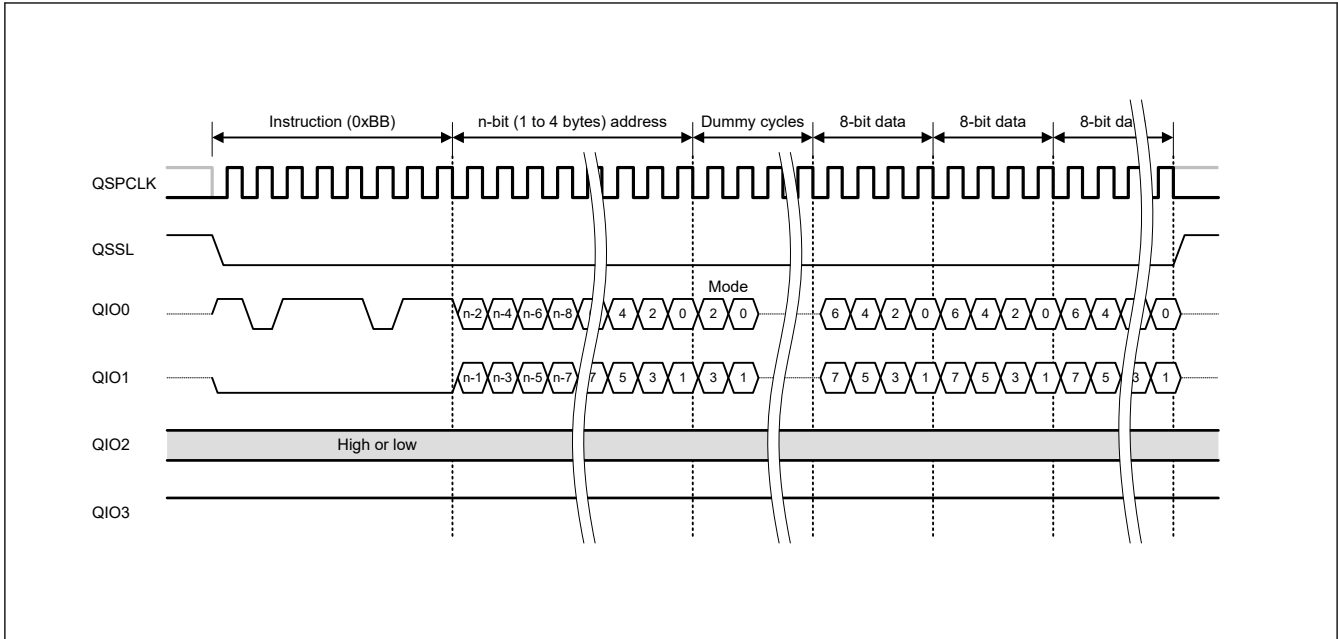 Instruction (0xBB) n-bit (1 to 4 bytes) address Dummy cycles 8-bit data 8-bit data 8-bit da
QSPCLK
QSSL
Mode
QIO0 n-2 n-4 n-6 n-8 4 2 0 2 0 6 4 2 0 6 4 2 0 6 4 0
QIO1 n-1 n-3 n-5 n-7 7 5 3 1 3 1 7 5 3 1 7 5 3 1 7 5 3 1
QIO2 High or low
QIO3